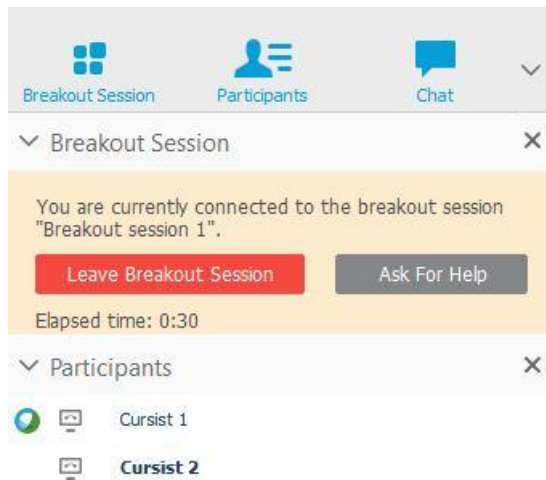 Breakout Session Participants Chat
Breakout Session
You are currently connected to the breakout session
"Breakout session 1".
Leave Breakout Session Ask For Help
Elapsed time: 0:30
Participants
Cursist 1
Cursist 2